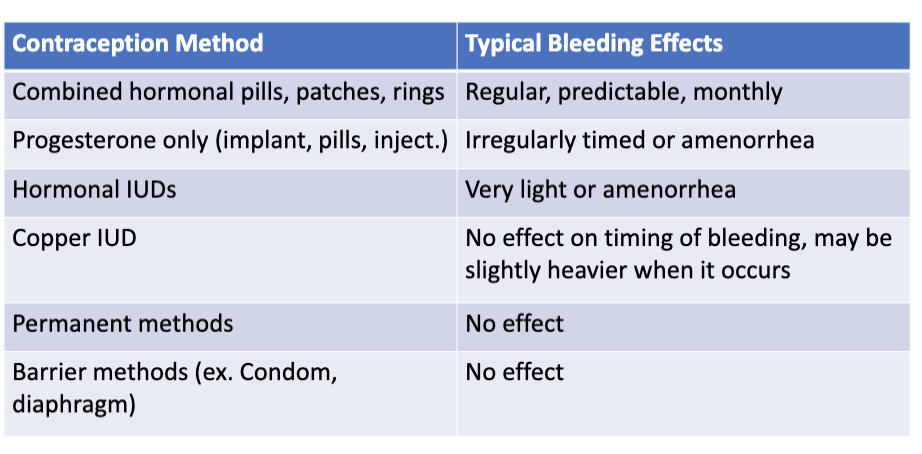 Contraception Method
Typical Bleeding Effects
Combined hormonal pills, patches, rings
Regular, predictable, monthly
Progesterone only (implant, pills, inject.)
Irregularly timed or amenorrhea
Hormonal IUDs
Very light or amenorrhea
Copper IUD
No effect on timing of bleeding, may be
slightly heavier when it occurs
Permanent methods
No effect
Barrier methods (ex. Condom,
diaphragm)
No effect